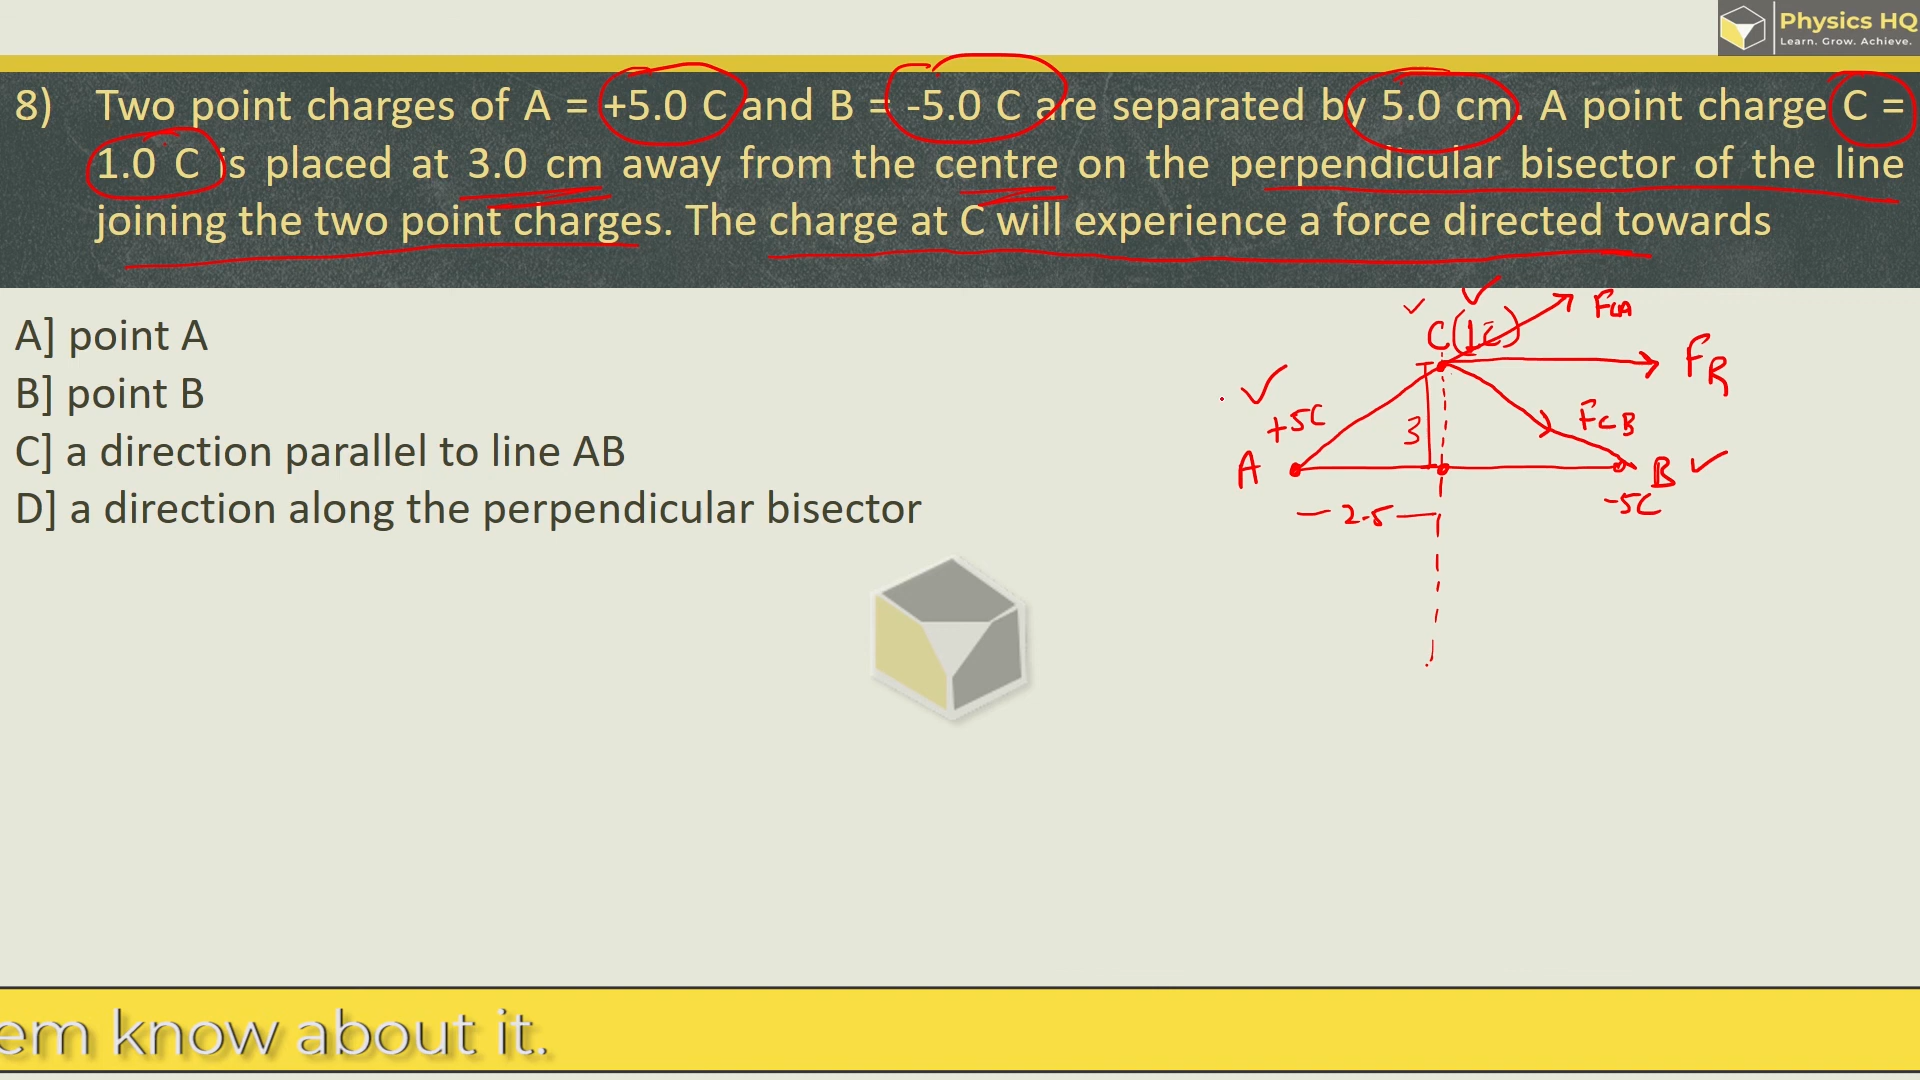 Physics HQ
Learn. Grow. Achieve.
8) Two point charges of A = +5.0 C and B = -5.0 C are separated by 5.0 cm. A point charge C =
1.0 C is placed at 3.0 cm away from the centre on the perpendicular bisector of the line
joining the two point charges. The charge at C will experience a force directed towards
A] point A
B] point B
C] a direction parallel to line AB
D] a direction along the perpendicular bisector
F_CA
C(1C)
F_R
+5C
3
F_CB
A
B
-5C
2.5
em know about it.